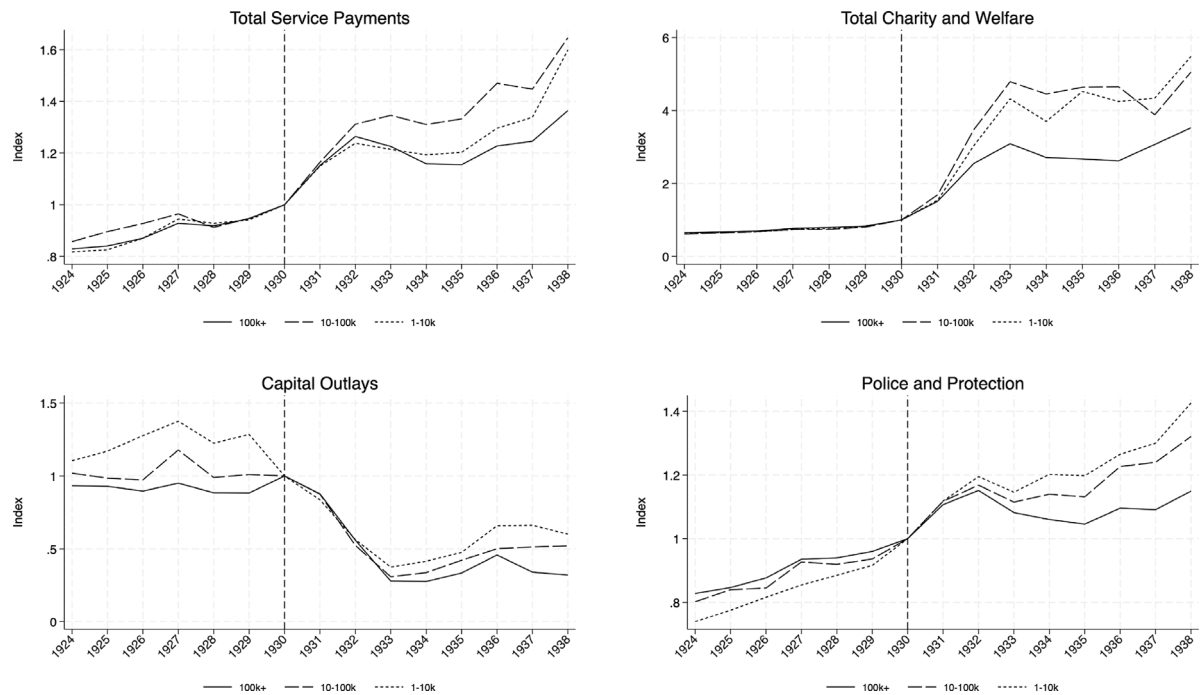 Total Service Payments
Index
1.6
1.4
1.2
1
.8
1924 1925 1926 1927 1928 1929 1930 1931 1932 1933 1934 1935 1936 1937 1938
100k+ 10-100k 1-10k
Total Charity and Welfare
Index
6
4
2
0
1924 1925 1926 1927 1928 1929 1930 1931 1932 1933 1934 1935 1936 1937 1938
100k+ 10-100k 1-10k
Capital Outlays
Index
1.5
1
.5
0
1924 1925 1926 1927 1928 1929 1930 1931 1932 1933 1934 1935 1936 1937 1938
100k+ 10-100k 1-10k
Police and Protection
Index
1.4
1.2
1
.8
1924 1925 1926 1927 1928 1929 1930 1931 1932 1933 1934 1935 1936 1937 1938
100k+ 10-100k 1-10k